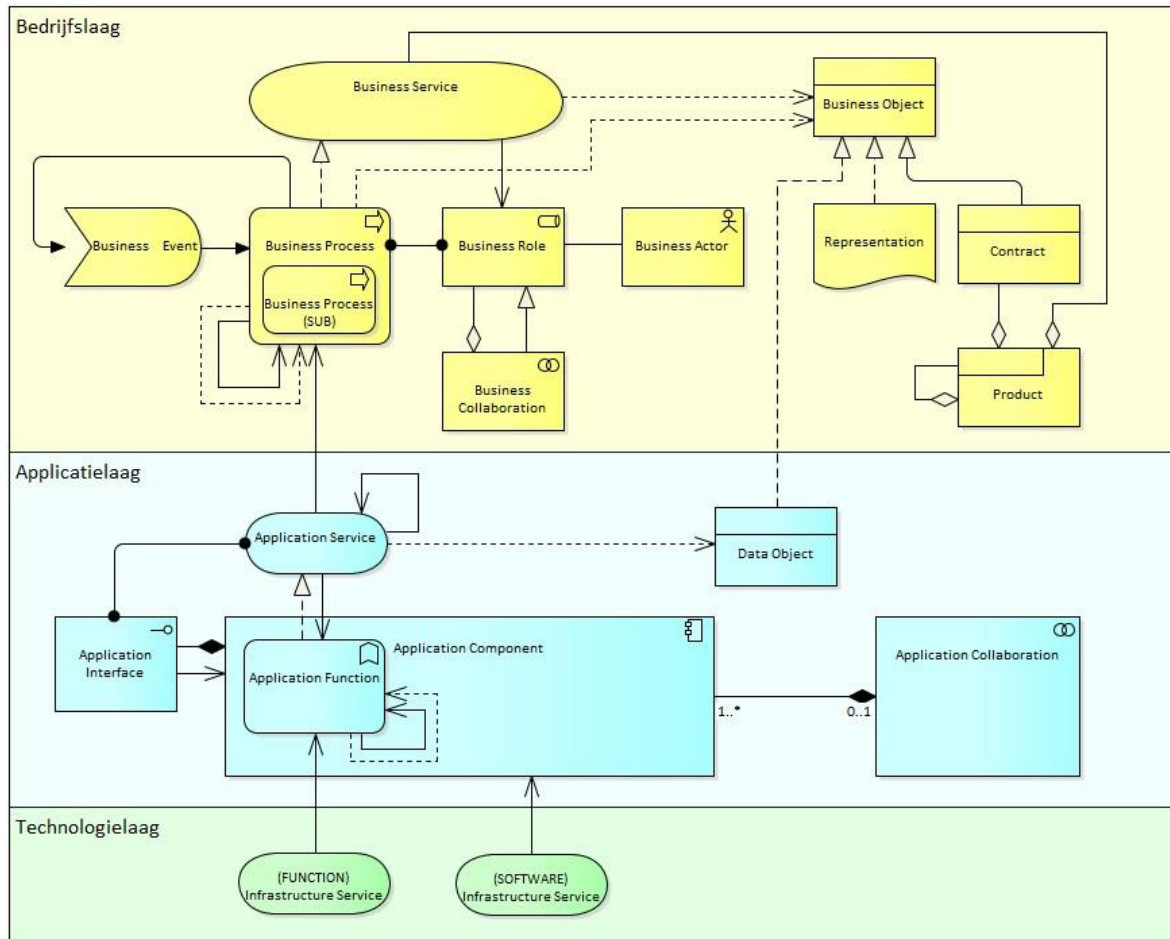 Bedrijfslaag
Business Service
Business Object
Business Event
Business Process
Business Role
Business Actor
Representation
Contract
Business Process
(SUB)
Business
Collaboration
Product
Applicatielaag
Application Service
Data Object
Application
Interface
Application Component
Application Function
Application Collaboration
1..*
0..1
Technologielaag
(FUNCTION)
Infrastructure Service
(SOFTWARE)
Infrastructure Service